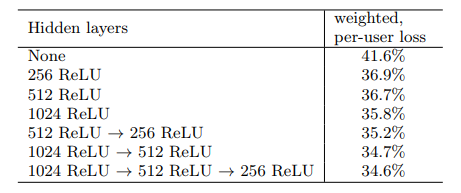 Hidden layers weighted,
per-user loss
None 41.6%
256 ReLU 36.9%
512 ReLU 36.7%
1024 ReLU 35.8%
512 ReLU → 256 ReLU 35.2%
1024 ReLU → 512 ReLU 34.7%
1024 ReLU → 512 ReLU → 256 ReLU 34.6%